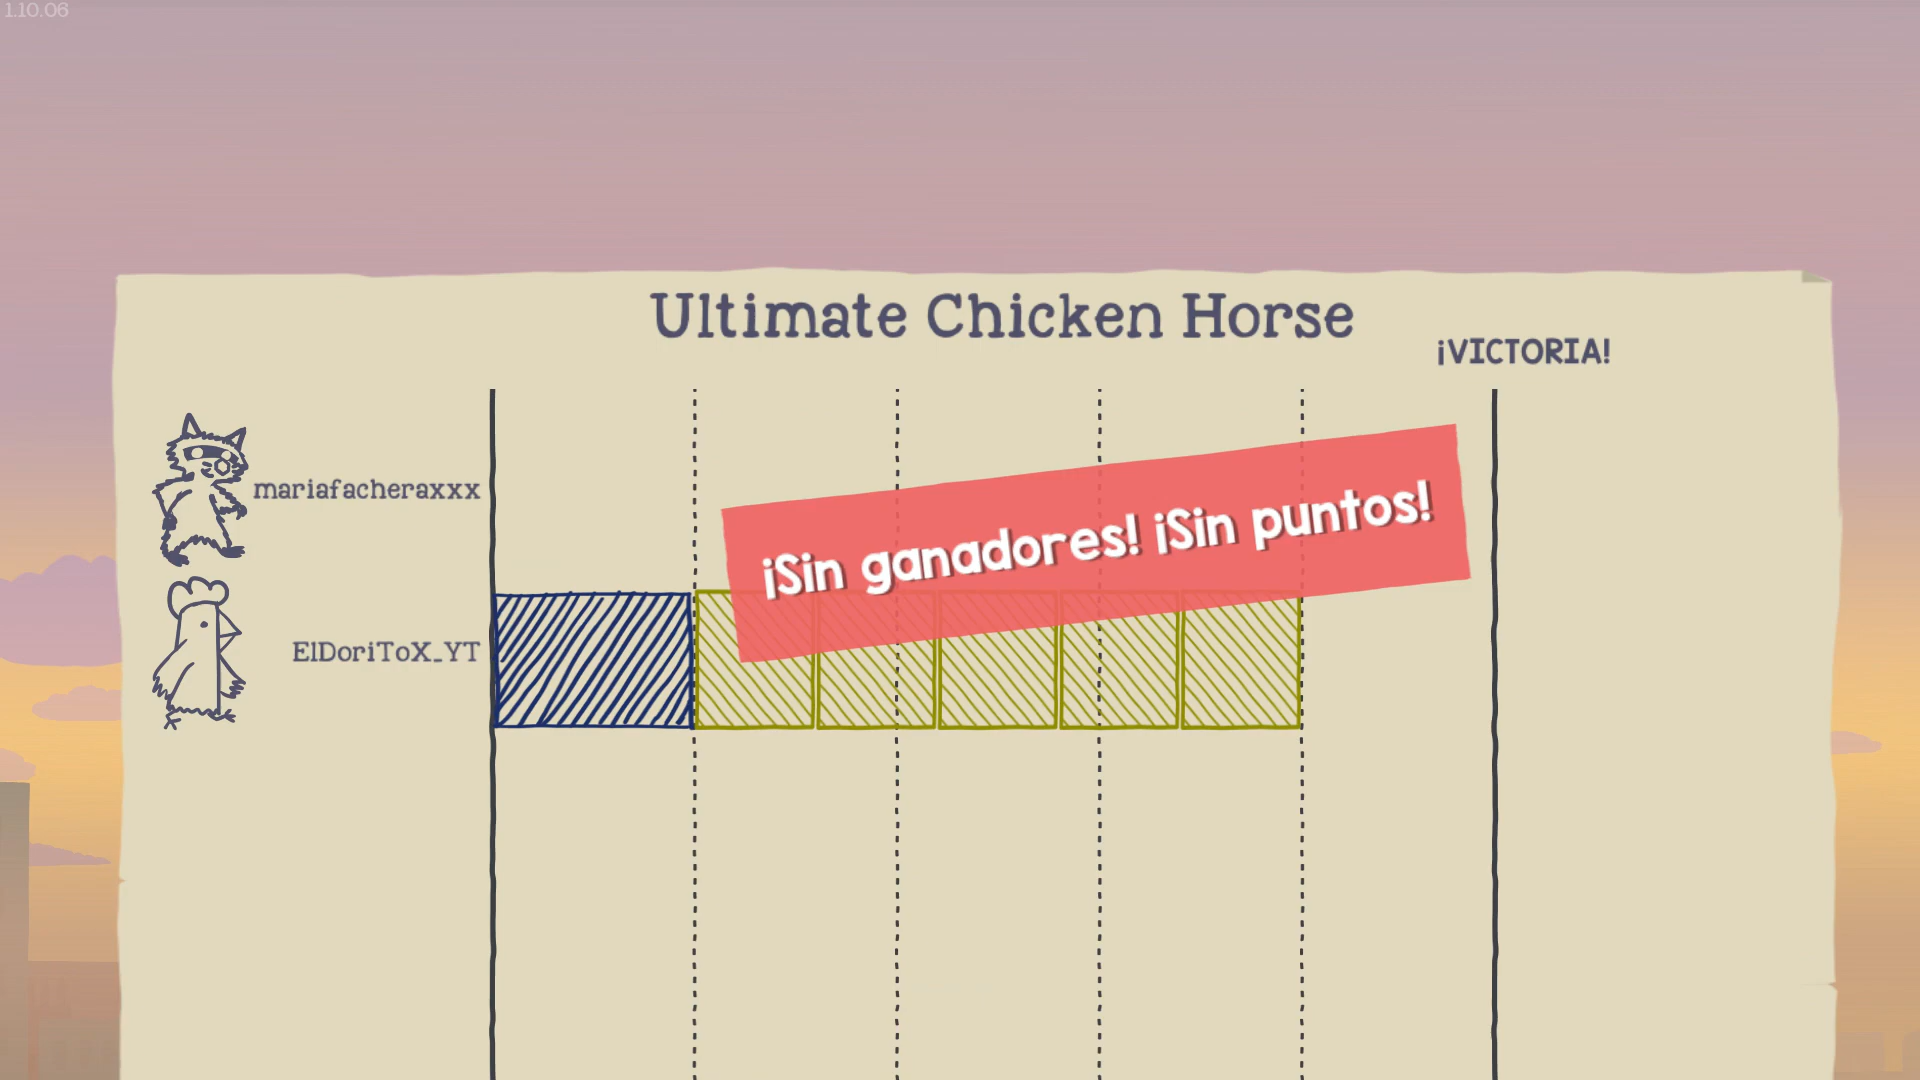 1.10.06
Ultimate Chicken Horse
¡VICTORIA!
mariafacheraxxx
¡Sin ganadores! ¡Sin puntos!
ElDoriToX_YT